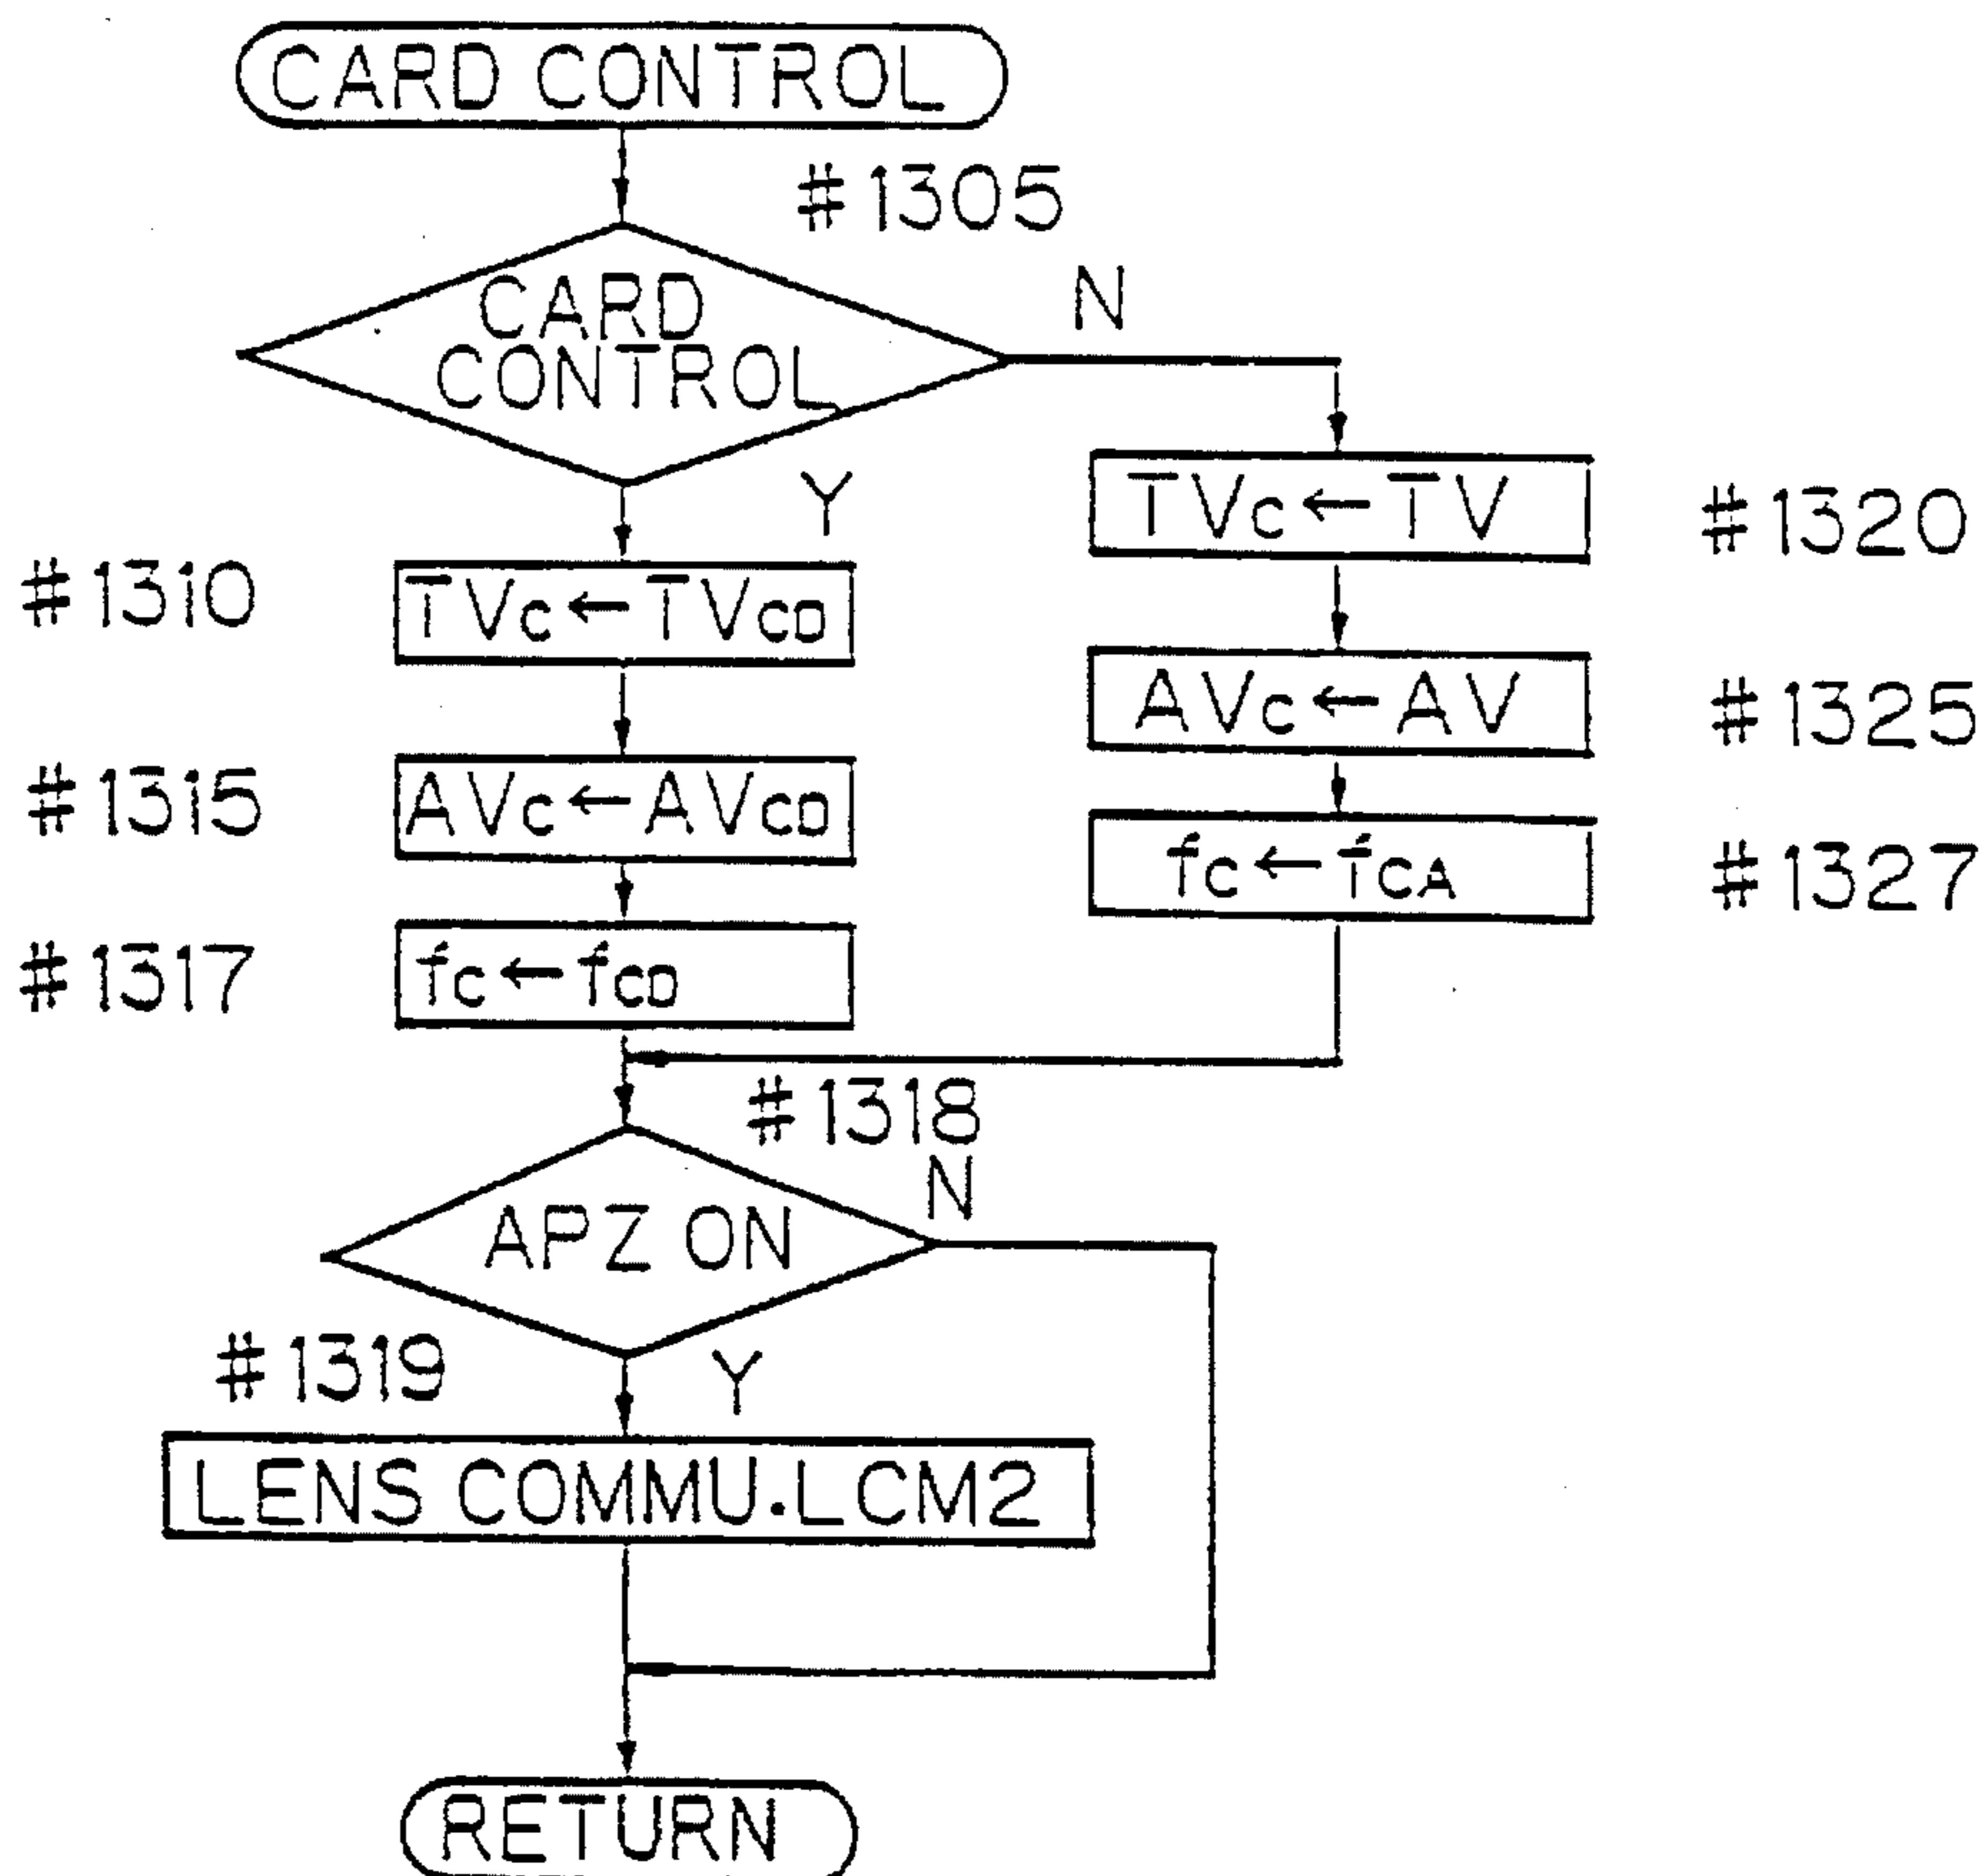 CARD CONTROL
#1305
CARD
CONTROL
N
Y
#1310
TVc←TVCD
#1315
AVc←AVCD
#1317
fc←fCD
TVc←TV
#1320
AVc←AV
#1325
fc←fCA
#1327
#1318
APZ ON
N
Y
#1319
LENS COMMU.LCM2
RETURN